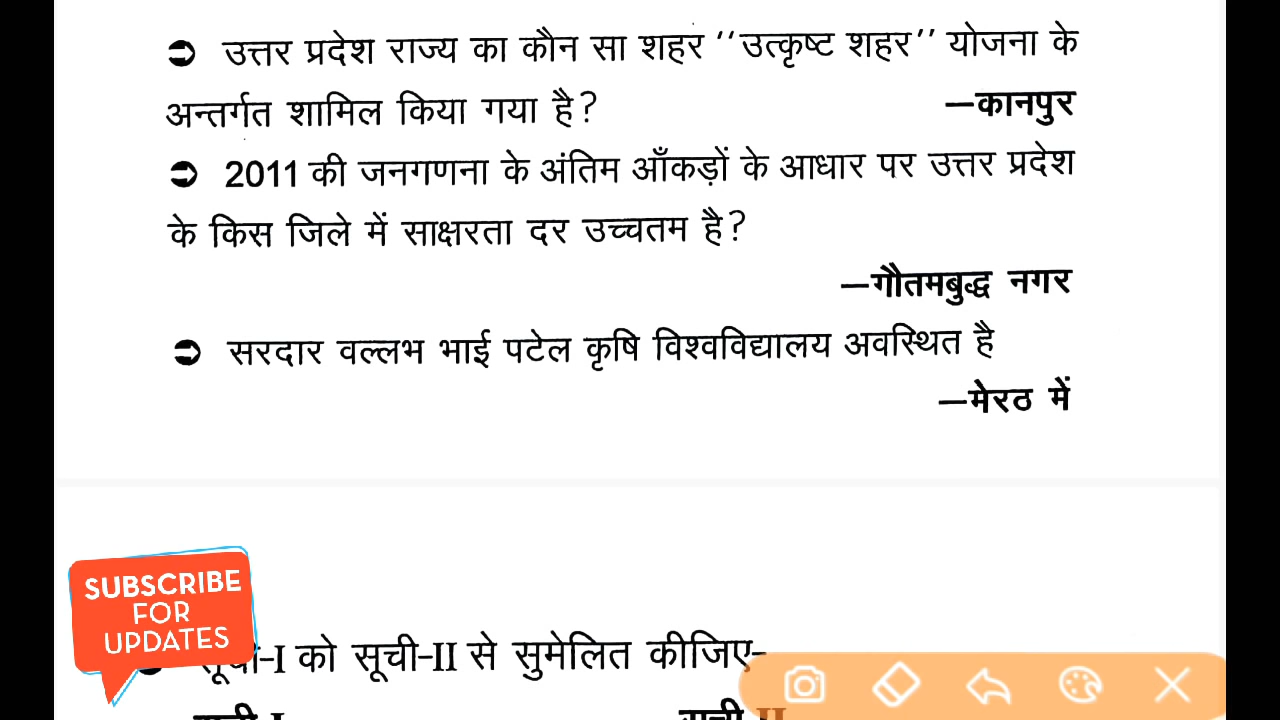 ➲ उत्तर प्रदेश राज्य का कौन सा शहर ‘‘उत्कृष्ट शहर’’ योजना के
अन्तर्गत शामिल किया गया है?
—कानपुर
➲ 2011 की जनगणना के अंतिम आँकड़ों के आधार पर उत्तर प्रदेश
के किस जिले में साक्षरता दर उच्चतम है?
—गौतमबुद्ध नगर
➲ सरदार वल्लभ भाई पटेल कृषि विश्वविद्यालय अवस्थित है
—मेरठ में
SUBSCRIBE
FOR
UPDATES
सूची-I को सूची-II से सुमेलित कीजिए-
सूची-I सूची-II